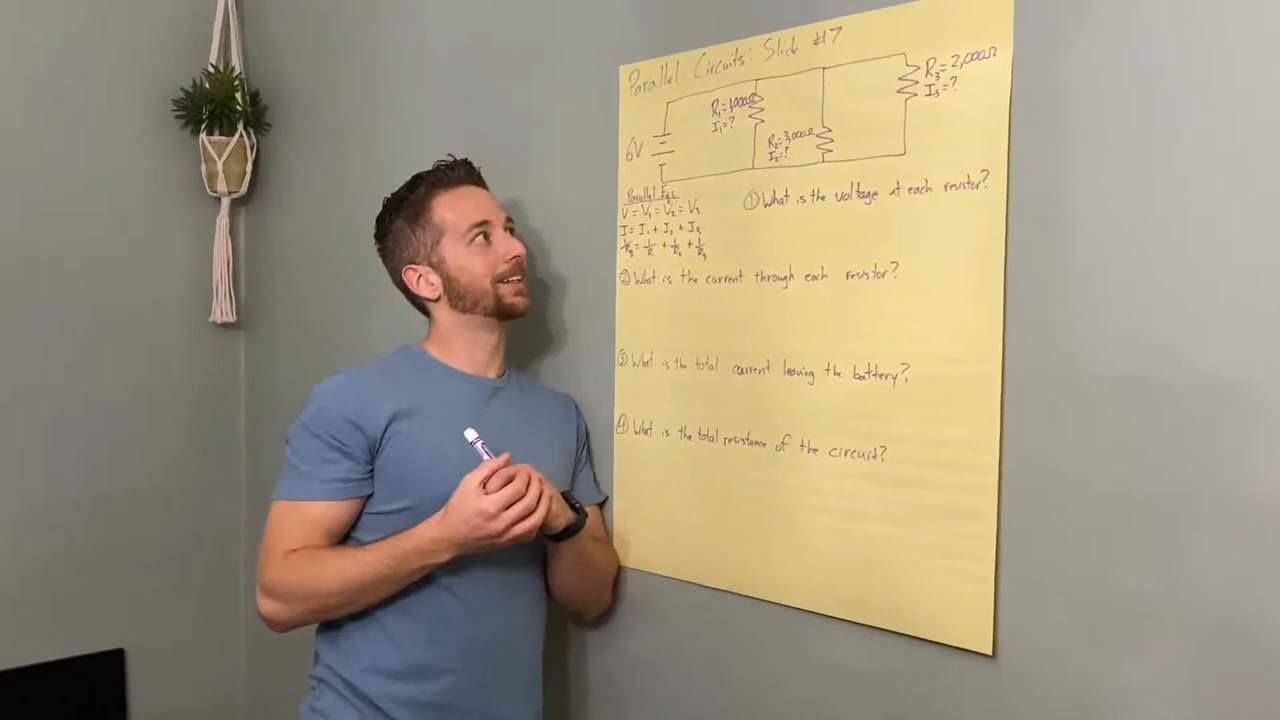 Parallel Circuits: Slide #7
R₃=2,000Ω
I₃=?
R₁=1,000Ω
I₁=?
R₂=3,000Ω
I₂=?
6V
Parallel Eqs
V=V₁=V₂=V₃
I=I₁+I₂+I₃
1/Rq=1/R+1/R₂+1/R₃
① What is the voltage at each resistor?
② What is the current through each resistor?
③ What is the total current leaving the battery?
④ What is the total resistance of the circuit?